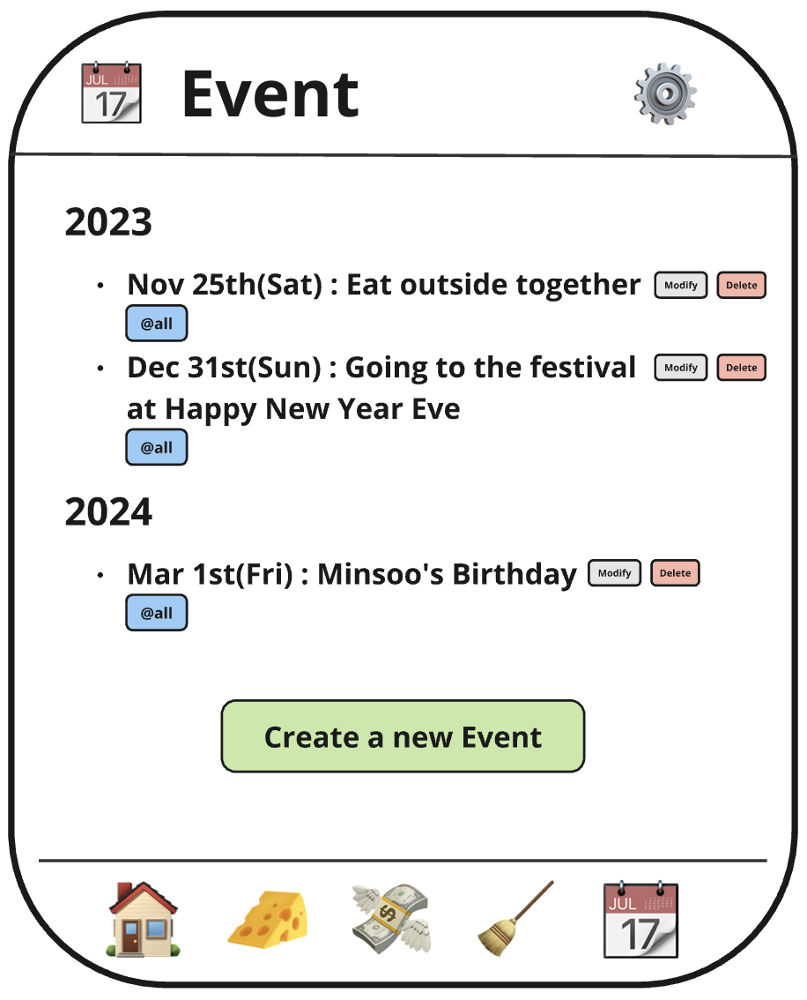 JUL
17
Event
2023
· Nov 25th(Sat) : Eat outside together Modify Delete
@all
· Dec 31st(Sun) : Going to the festival Modify Delete
at Happy New Year Eve
@all
2024
· Mar 1st(Fri) : Minsoo's Birthday Modify Delete
@all
Create a new Event
$
JUL
17